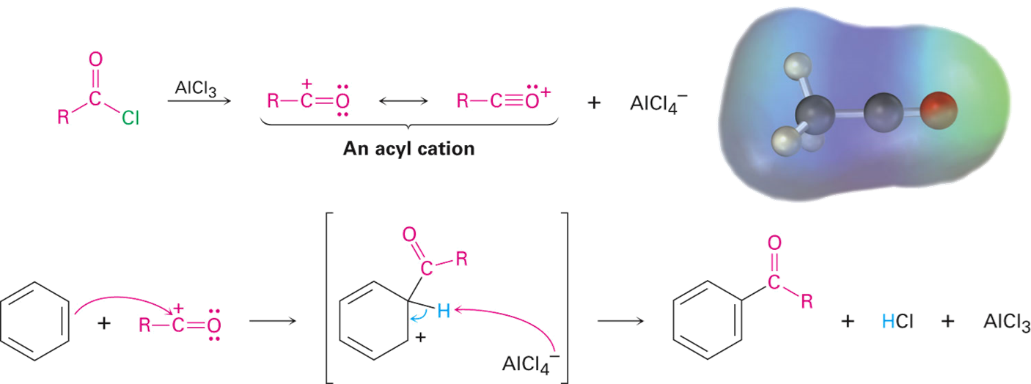 O
R C Cl
AlCl₃
R—C⁺=Ö: ⟷ R—C≡Ö⁺ + AlCl₄⁻
An acyl cation
+ R—C⁺=Ö:
O
C—R
H
+
AlCl₄⁻
O
C
R
+ HCl + AlCl₃